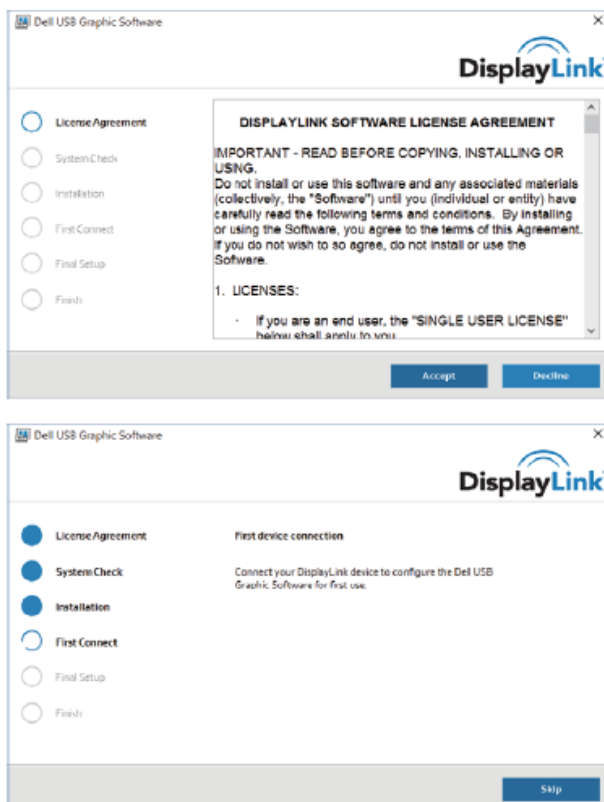 Dell USB Graphic Software
DisplayLink
License Agreement
System Check
Installation
First Connect
Final Setup
Finish
DISPLAYLINK SOFTWARE LICENSE AGREEMENT
IMPORTANT - READ BEFORE COPYING, INSTALLING OR
USING.
Do not install or use this software and any associated materials
(collectively, the "Software") until you (individual or entity) have
carefully read the following terms and conditions. By installing
or using the Software, you agree to the terms of this Agreement.
If you do not wish to so agree, do not install or use the
Software.
1. LICENSES:
· If you are an end user, the "SINGLE USER LICENSE"
below shall apply to you
Accept
Decline
Dell USB Graphic Software
DisplayLink
License Agreement
System Check
Installation
First Connect
Final Setup
Finish
First device connection
Connect your DisplayLink device to configure the Dell USB
Graphic Software for first use.
Skip